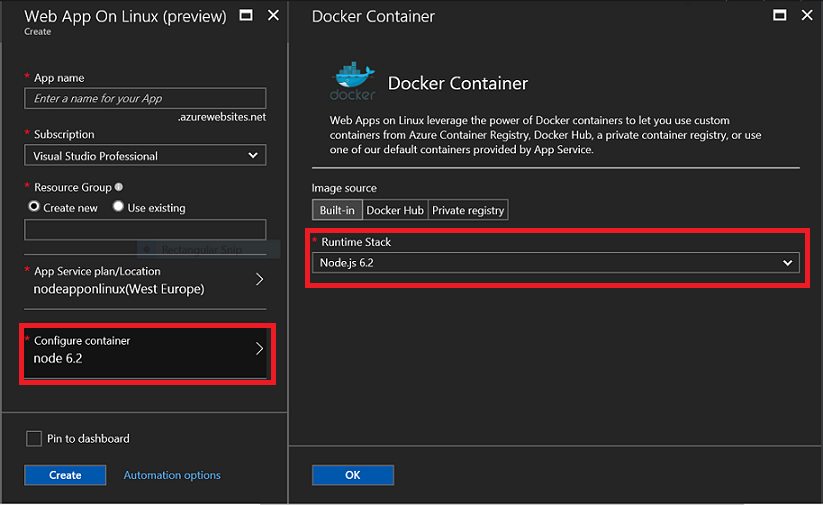 Web App On Linux (preview)
Create
* App name
Enter a name for your App
.azurewebsites.net
* Subscription
Visual Studio Professional
* Resource Group
Create new Use existing
Rectangular Snip
* App Service plan/Location
nodeapponlinux(West Europe)
* Configure container
node 6.2
Pin to dashboard
Create Automation options
Docker Container
docker
Docker Container
Web Apps on Linux leverage the power of Docker containers to let you use custom
containers from Azure Container Registry, Docker Hub, a private container registry, or use
one of our default containers provided by App Service.
Image source
Built-in Docker Hub Private registry
* Runtime Stack
Node.js 6.2
OK